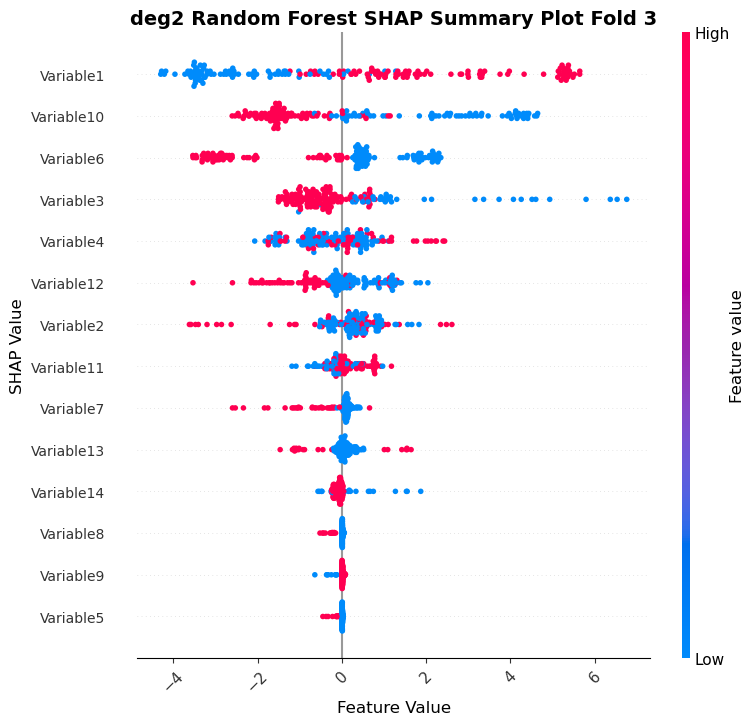 deg2 Random Forest SHAP Summary Plot Fold 3
High
Variable1
Variable10
Variable6
Variable3
Variable4
Variable12
Variable2
Variable11
Variable7
Variable13
Variable14
Variable8
Variable9
Variable5
SHAP Value
Feature value
Low
−4
−2
0
2
4
6
Feature Value